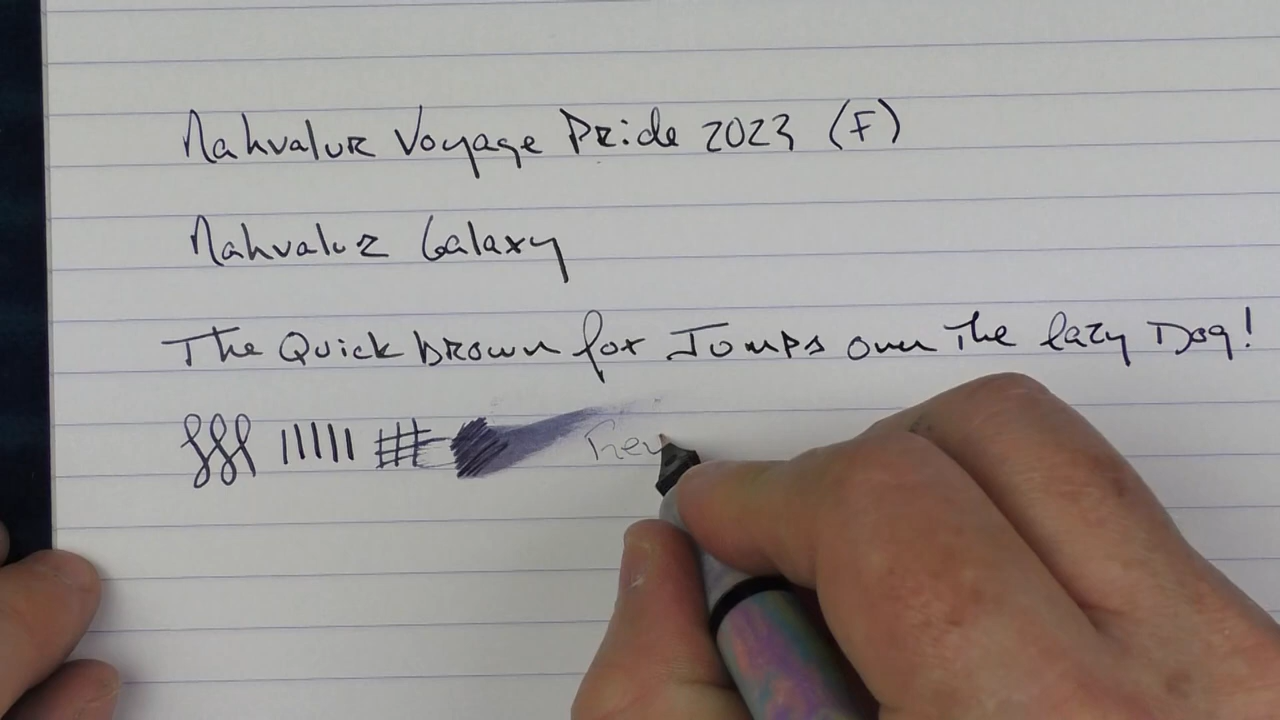 Nahvalur Voyage Pride 2023 (F)
Nahvalur Galaxy
The Quick brown fox Jumps over The lazy Dog!